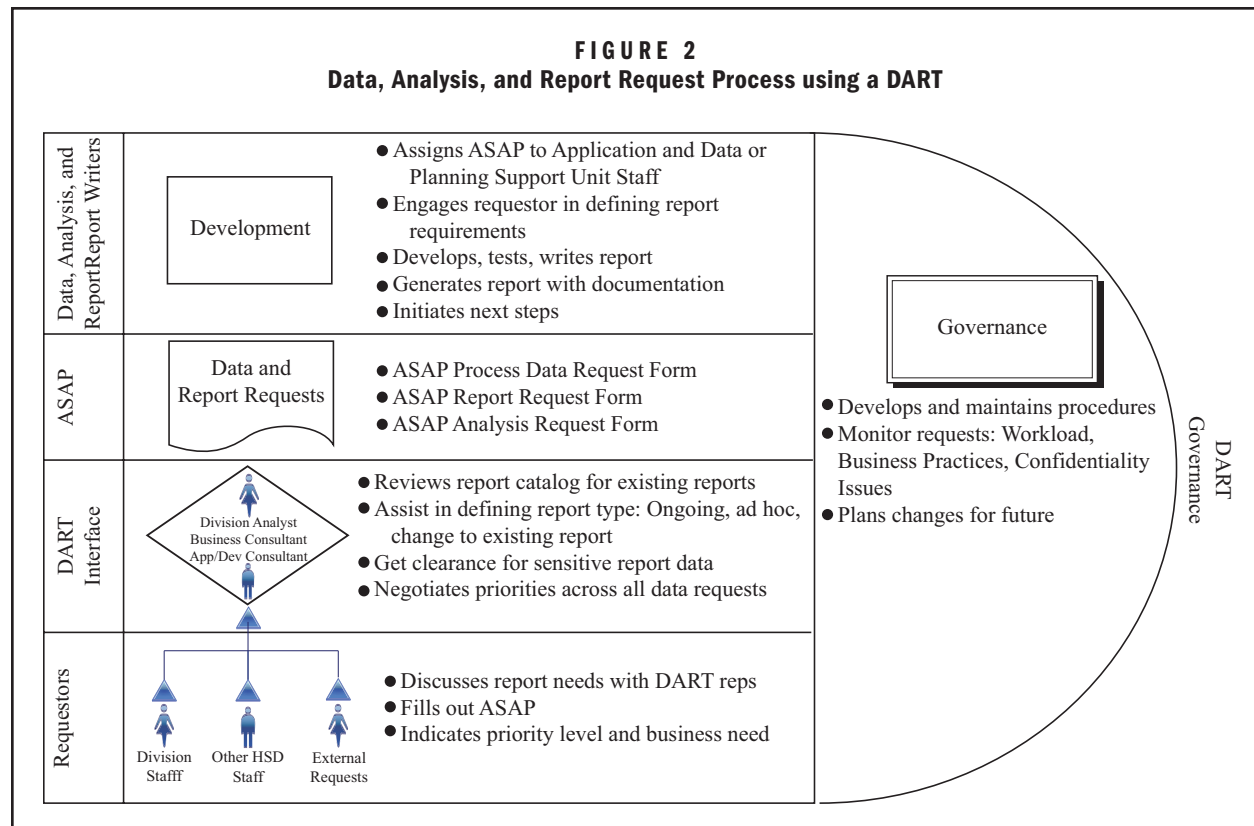 FIGURE 2
Data, Analysis, and Report Request Process using a DART
Data, Analysis, and
ReportReport Writers
Development
● Assigns ASAP to Application and Data or
Planning Support Unit Staff
● Engages requestor in defining report
requirements
● Develops, tests, writes report
● Generates report with documentation
● Initiates next steps
ASAP
Data and
Report Requests
● ASAP Process Data Request Form
● ASAP Report Request Form
● ASAP Analysis Request Form
DART
Interface
Division Analyst
Business Consultant
App/Dev Consultant
● Reviews report catalog for existing reports
● Assist in defining report type: Ongoing, ad hoc,
change to existing report
● Get clearance for sensitive report data
● Negotiates priorities across all data requests
Requestors
Division
Stafff
Other HSD
Staff
External
Requests
● Discusses report needs with DART reps
● Fills out ASAP
● Indicates priority level and business need
Governance
● Develops and maintains procedures
● Monitor requests: Workload,
Business Practices, Confidentiality
Issues
● Plans changes for future
DART
Governance